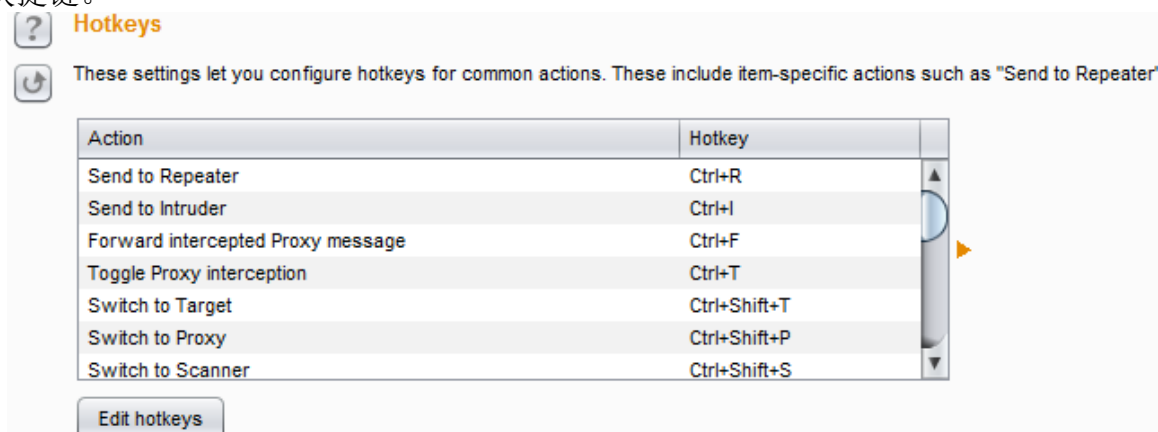 捷键。
? Hotkeys
These settings let you configure hotkeys for common actions. These include item-specific actions such as "Send to Repeater"
Action Hotkey
Send to Repeater Ctrl+R
Send to Intruder Ctrl+I
Forward intercepted Proxy message Ctrl+F
Toggle Proxy interception Ctrl+T
Switch to Target Ctrl+Shift+T
Switch to Proxy Ctrl+Shift+P
Switch to Scanner Ctrl+Shift+S
Edit hotkeys